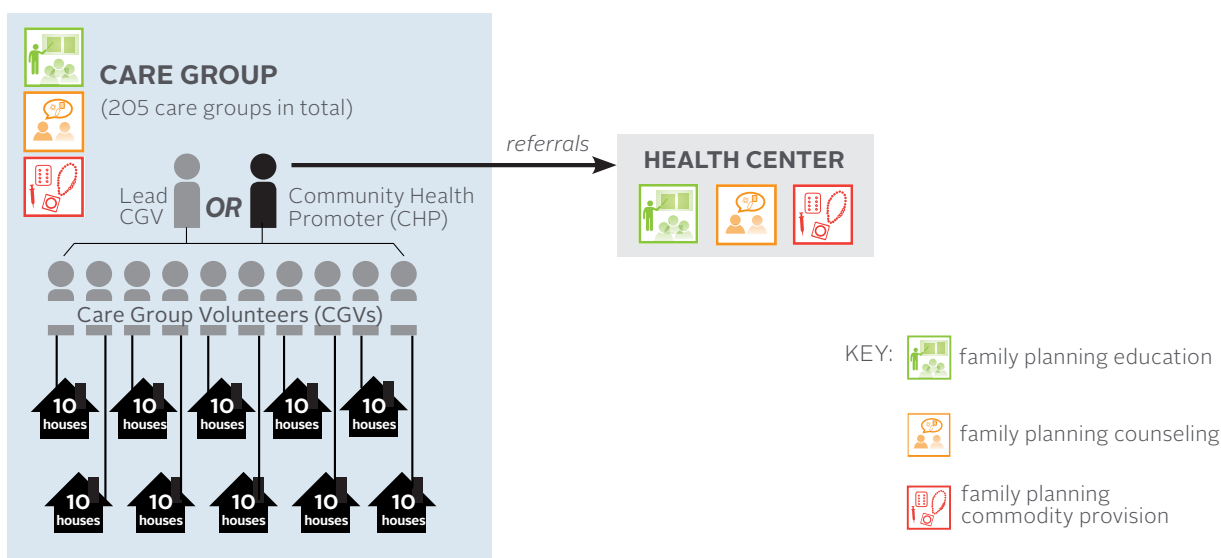 CARE GROUP
(205 care groups in total)
Lead
CGV
OR
Community Health
Promoter (CHP)
referrals
HEALTH CENTER
Care Group Volunteers (CGVs)
10
houses
10
houses
10
houses
10
houses
10
houses
10
houses
10
houses
10
houses
10
houses
10
houses
KEY:
family planning education
family planning counseling
family planning
commodity provision